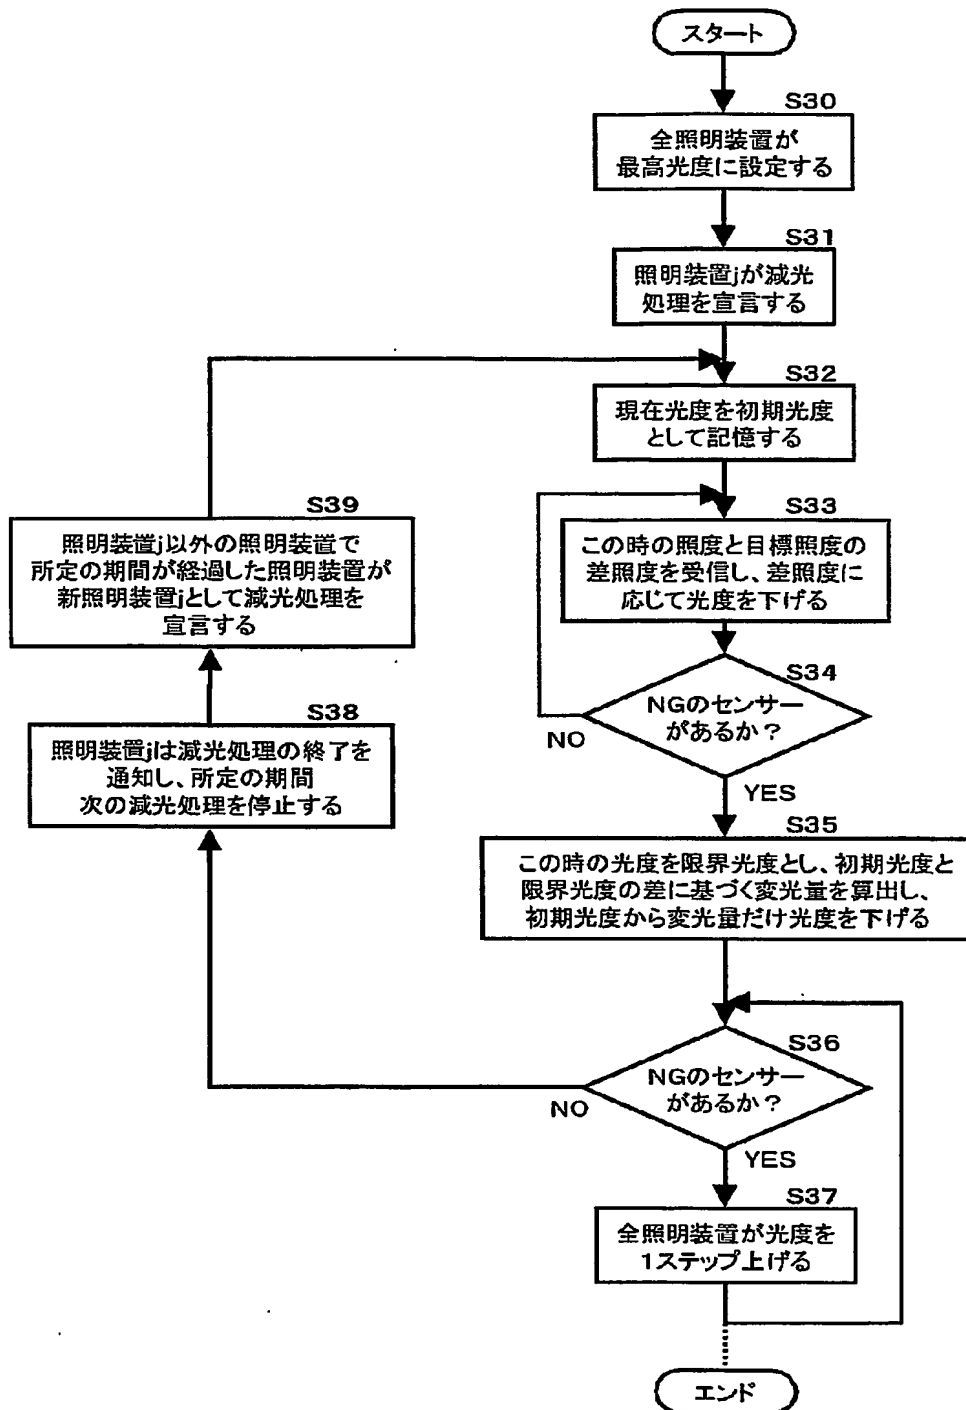 スタート
S30
全照明装置が
最高光度に設定する
S31
照明装置jが減光
処理を宣言する
S32
現在光度を初期光度
として記憶する
S33
この時の照度と目標照度の
差照度を受信し、差照度に
応じて光度を下げる
S34
NGのセンサー
があるか？
NO
YES
S35
この時の光度を限界光度とし、初期光度と
限界光度の差に基づく変光量を算出し、
初期光度から変光量だけ光度を下げる
S36
NGのセンサー
があるか？
NO
YES
S37
全照明装置が光度を
1ステップ上げる
S38
照明装置jは減光処理の終了を
通知し、所定の期間
次の減光処理を停止する
S39
照明装置j以外の照明装置で
所定の期間が経過した照明装置が
新照明装置jとして減光処理を
宣言する
エンド